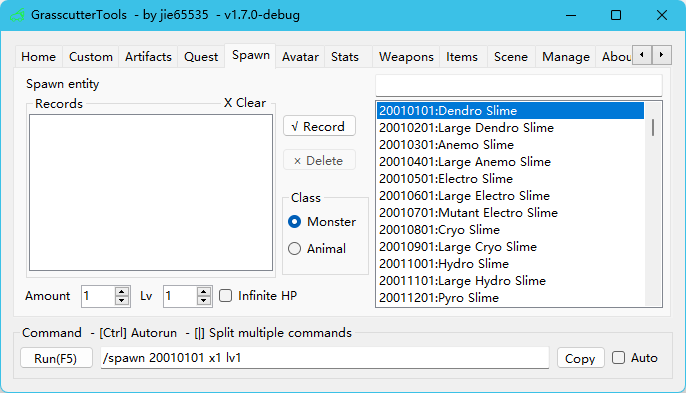 GrasscutterTools - by jie65535 - v1.7.0-debug
Home Custom Artifacts Quest Spawn Avatar Stats Weapons Items Scene Manage Abou
Spawn entity
Records X Clear
√ Record
× Delete
Class
Monster
Animal
20010101:Dendro Slime
20010201:Large Dendro Slime
20010301:Anemo Slime
20010401:Large Anemo Slime
20010501:Electro Slime
20010601:Large Electro Slime
20010701:Mutant Electro Slime
20010801:Cryo Slime
20010901:Large Cryo Slime
20011001:Hydro Slime
20011101:Large Hydro Slime
20011201:Pyro Slime
Amount 1 Lv 1 Infinite HP
Command - [Ctrl] Autorun - [|] Split multiple commands
Run(F5) /spawn 20010101 x1 lv1 Copy Auto